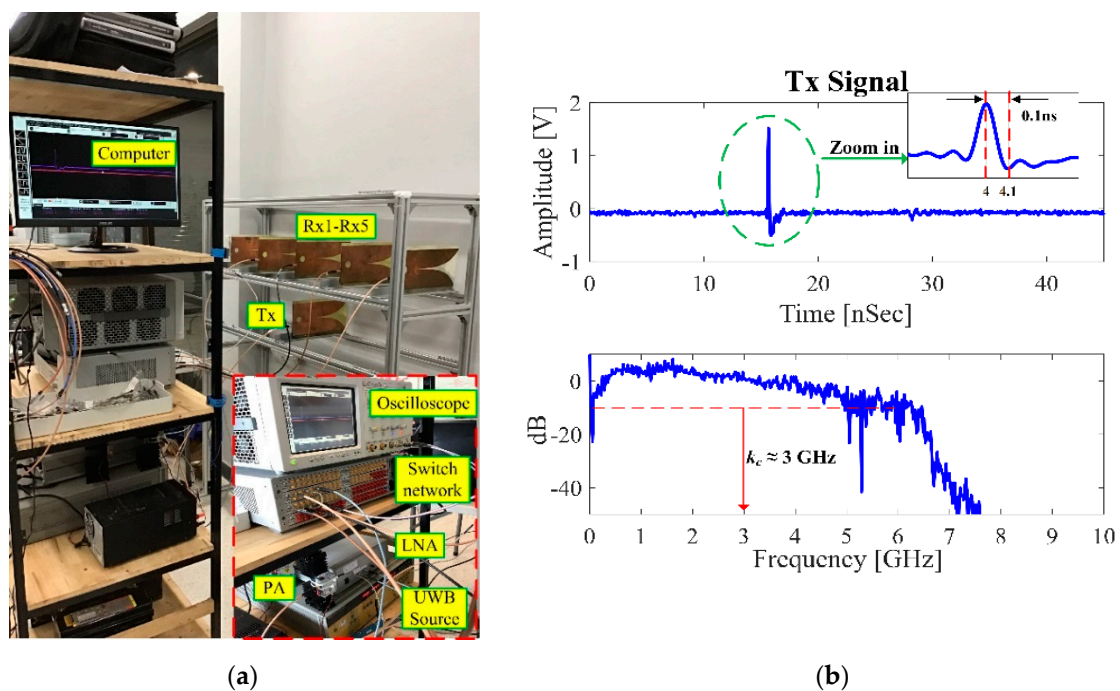 Computer
Rx1-Rx5
Tx
Oscilloscope
Switch
network
LNA
PA
UWB
Source
(a)
Tx Signal
Amplitude [V]
2
1
0
-1
0.1ns
Zoom in
4
4.1
0
10
20
30
40
Time [nSec]
dB
0
-20
-40
k_c ≈ 3 GHz
0
1
2
3
4
5
6
7
8
9
10
Frequency [GHz]
(b)